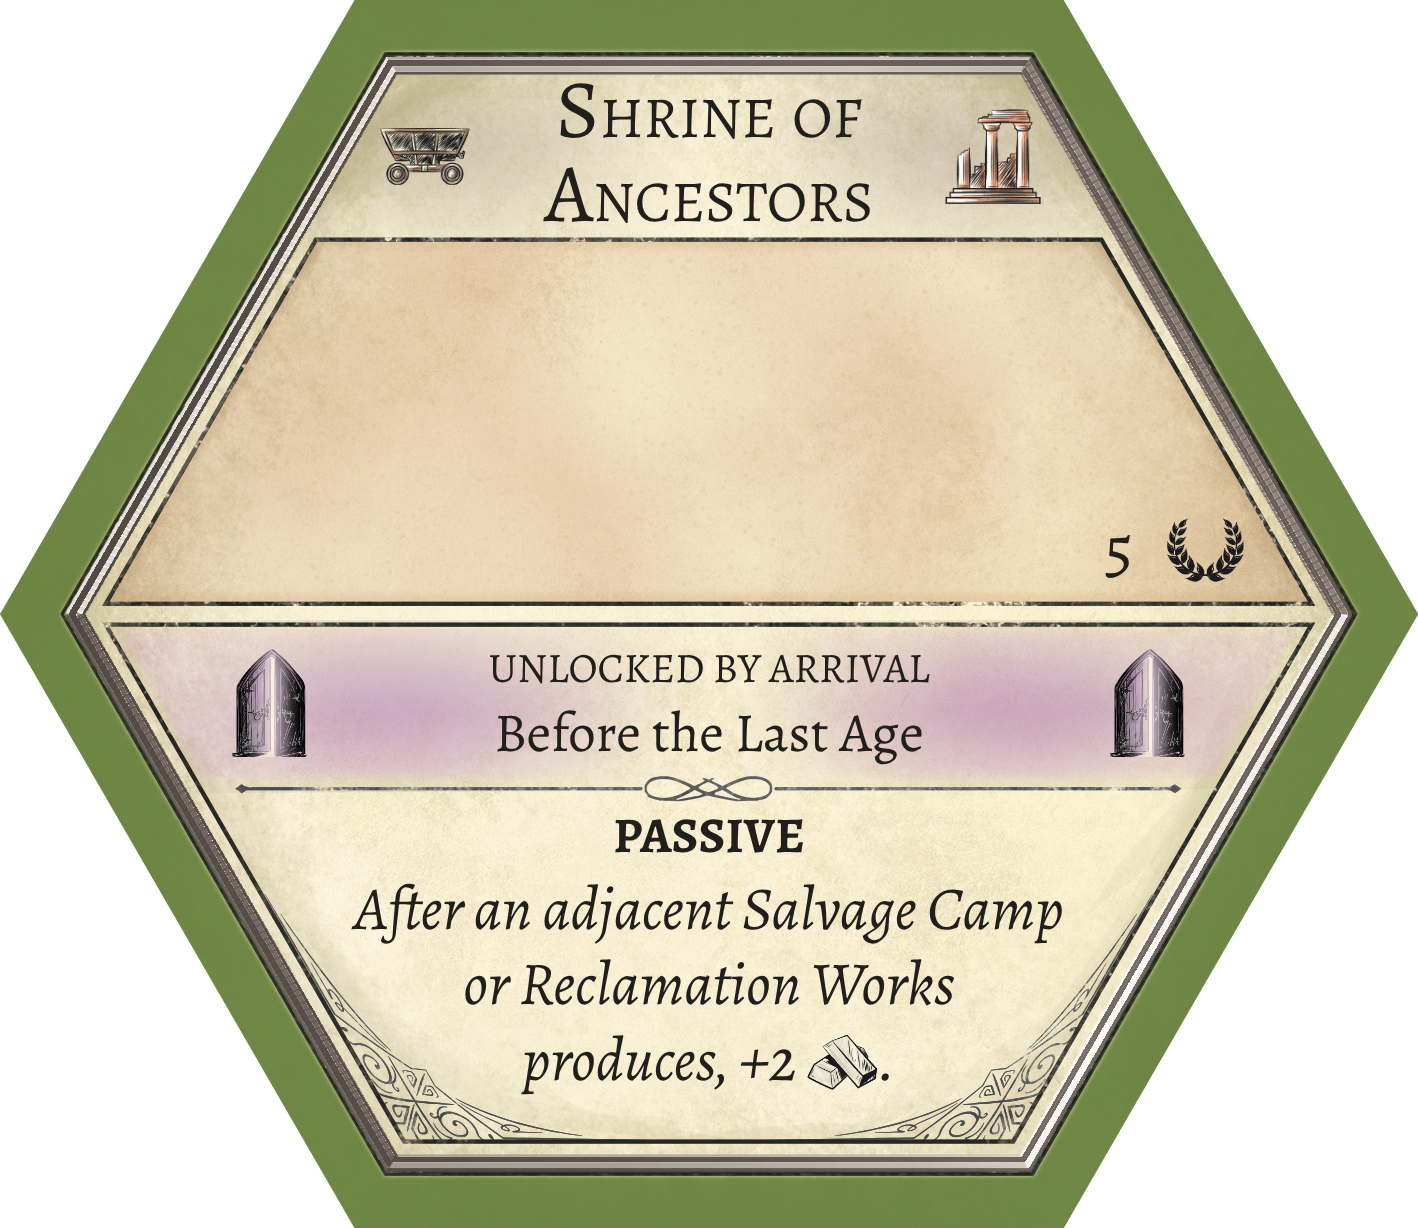 Shrine of
Ancestors
5
UNLOCKED BY ARRIVAL
Before the Last Age
PASSIVE
After an adjacent Salvage Camp
or Reclamation Works
produces, +2 .